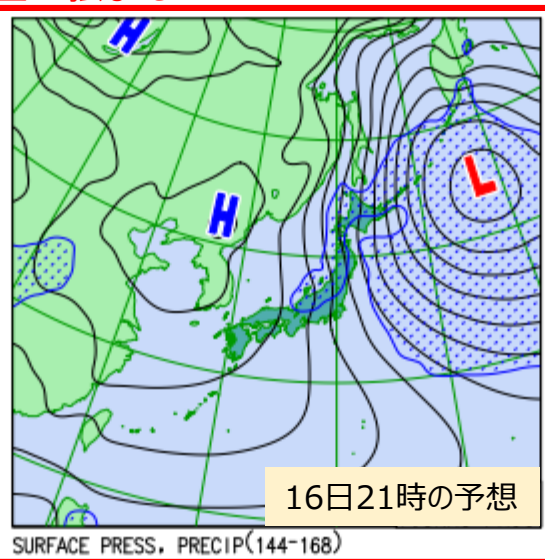 H
L
H
16日21時の予想
SURFACE PRESS, PRECIP(144-168)